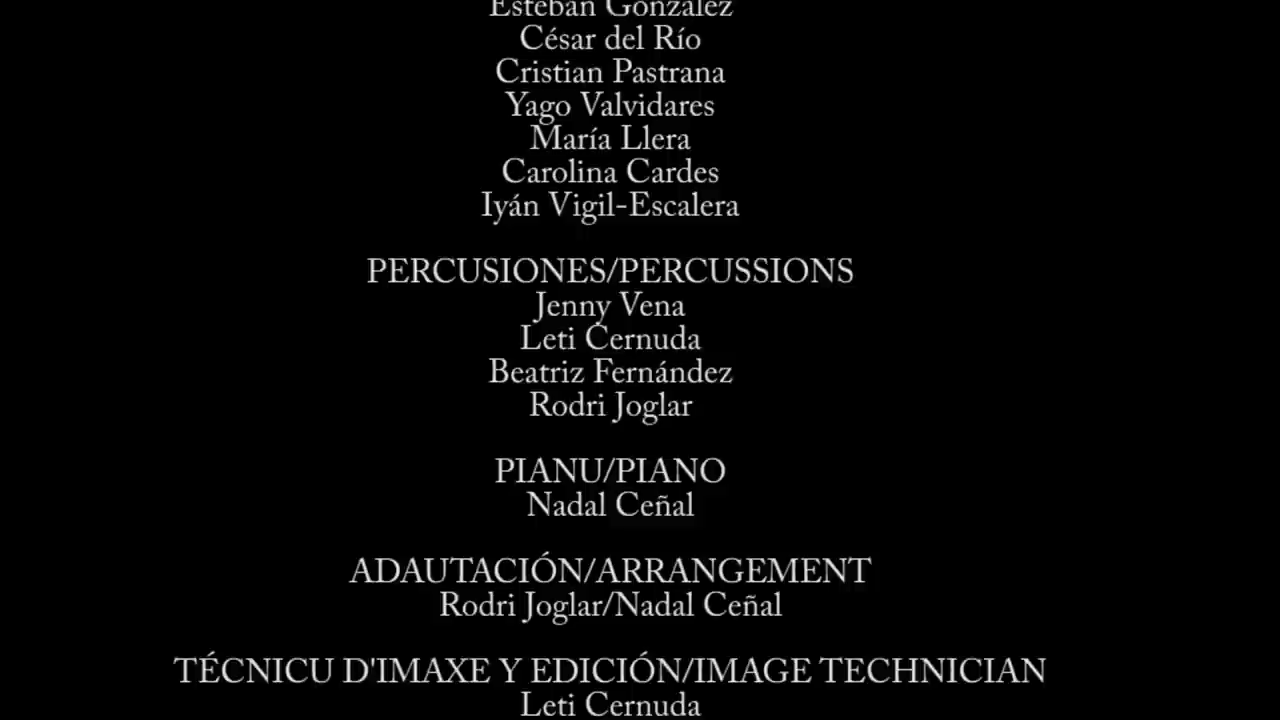 Esteban González
César del Río
Cristian Pastrana
Yago Valvidares
María Llera
Carolina Cardes
Iyán Vigil-Escalera
PERCUSIONES/PERCUSSIONS
Jenny Vena
Leti Cernuda
Beatriz Fernández
Rodri Joglar
PIANU/PIANO
Nadal Ceñal
ADAUTACIÓN/ARRANGEMENT
Rodri Joglar/Nadal Ceñal
TÉCNICU D'IMAXE Y EDICIÓN/IMAGE TECHNICIAN
Leti Cernuda